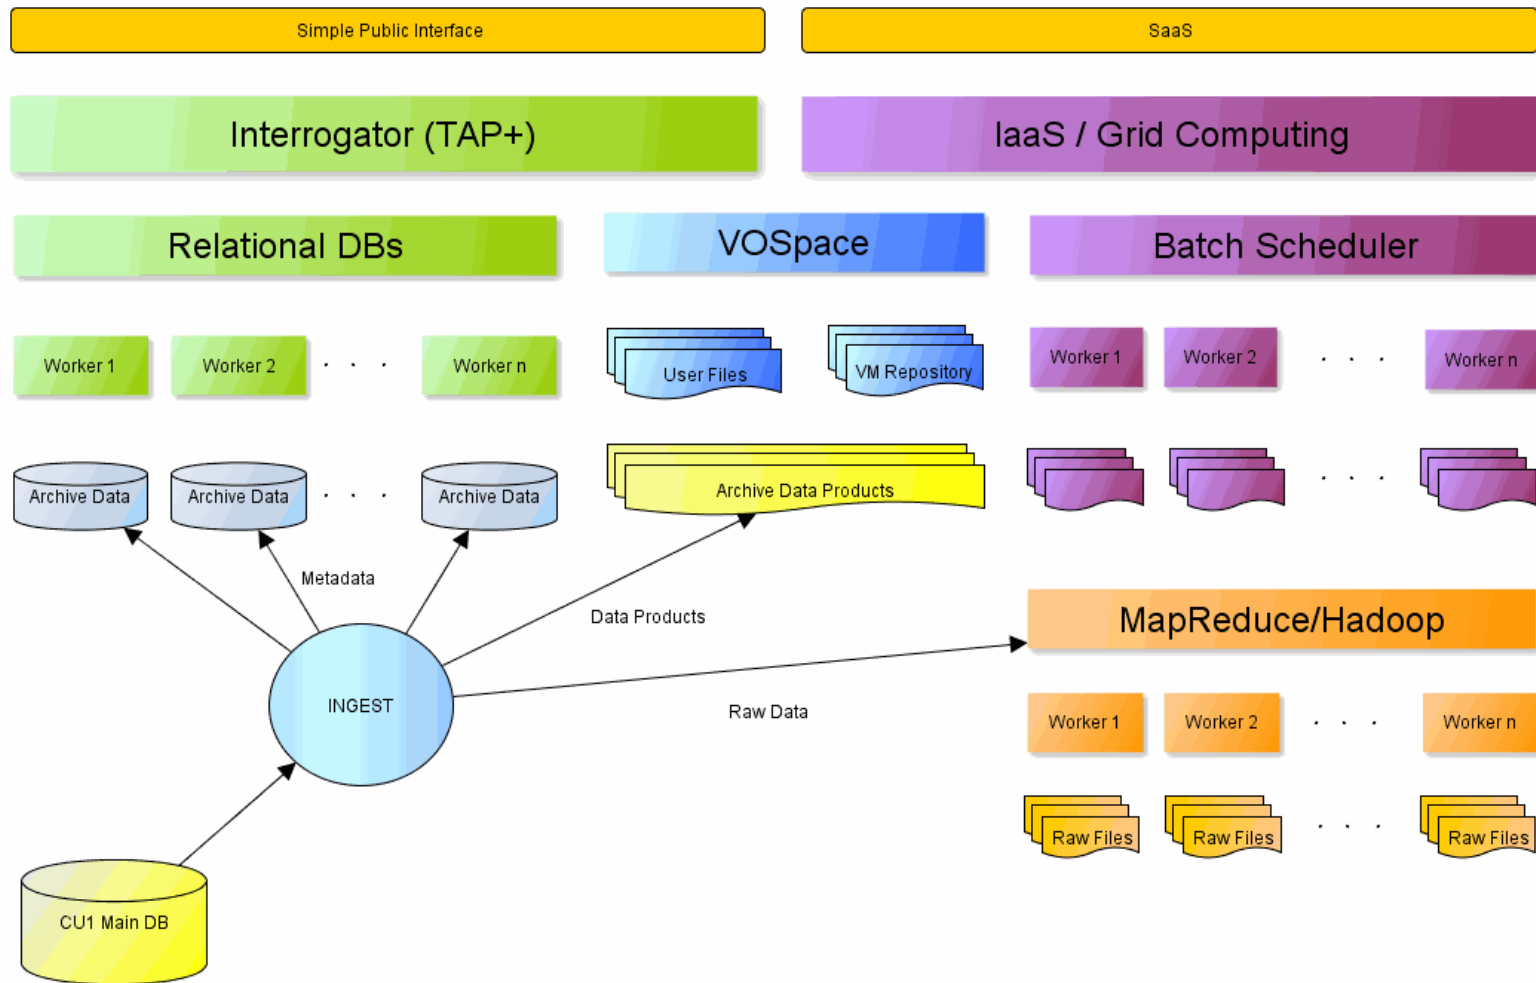 Simple Public Interface
SaaS
Interrogator (TAP+)
IaaS / Grid Computing
Relational DBs
VOSpace
Batch Scheduler
Worker 1
Worker 2
. . .
Worker n
User Files
VM Repository
Worker 1
Worker 2
. . .
Worker n
Archive Data
Archive Data
. . .
Archive Data
Archive Data Products
. . .
Metadata
Data Products
MapReduce/Hadoop
INGEST
Raw Data
Worker 1
Worker 2
. . .
Worker n
Raw Files
Raw Files
. . .
Raw Files
CU1 Main DB